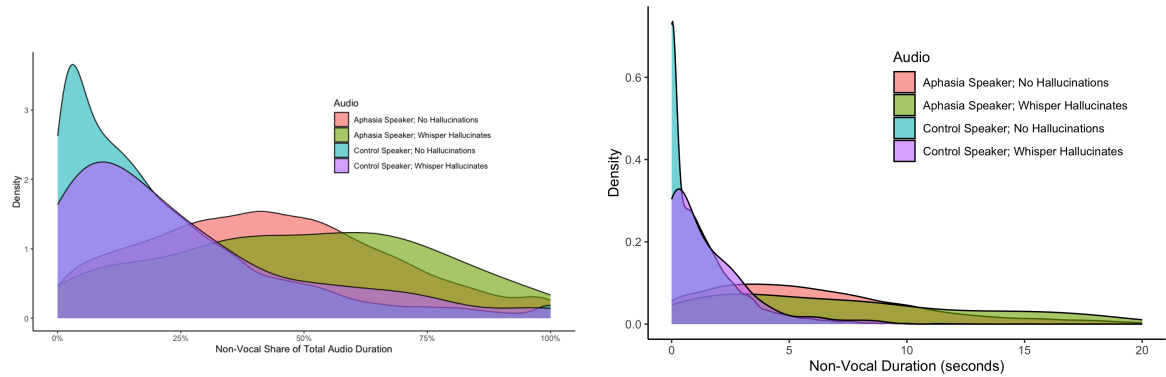 Audio
Aphasia Speaker; No Hallucinations
Aphasia Speaker; Whisper Hallucinates
Control Speaker; No Hallucinations
Control Speaker; Whisper Hallucinates
Density
3
2
1
0
0%
25%
50%
75%
100%
Non-Vocal Share of Total Audio Duration
Audio
Aphasia Speaker; No Hallucinations
Aphasia Speaker; Whisper Hallucinates
Control Speaker; No Hallucinations
Control Speaker; Whisper Hallucinates
Density
0.6
0.4
0.2
0.0
0
5
10
15
20
Non-Vocal Duration (seconds)